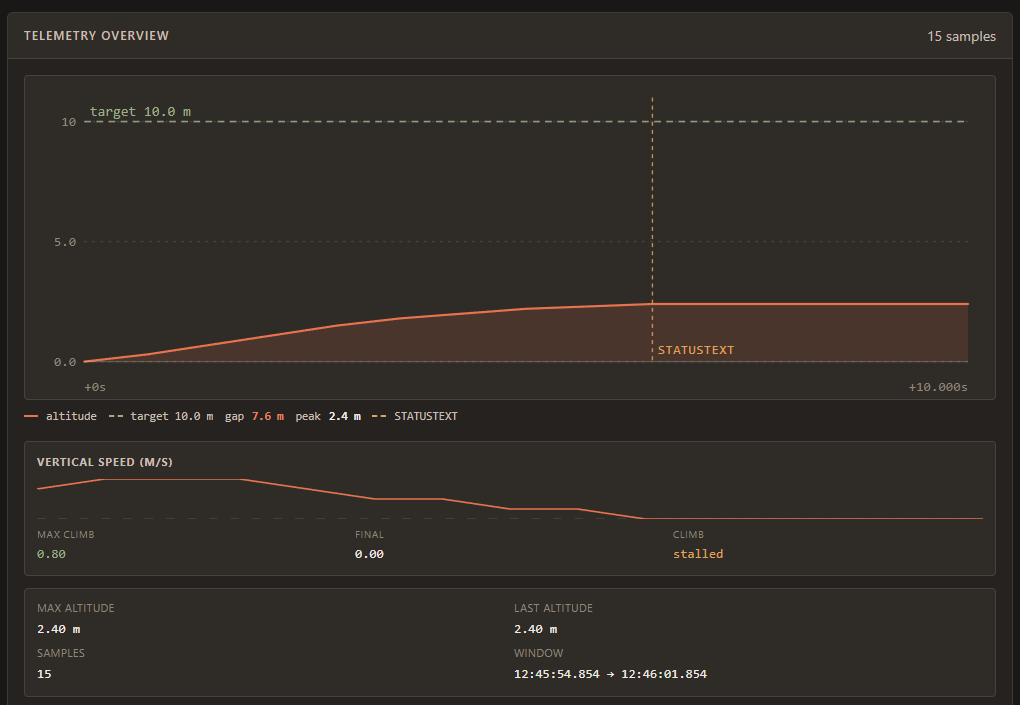 TELEMETRY OVERVIEW 15 samples
target 10.0 m
10
5.0
0.0
STATUSTEXT
+0s +10.000s
altitude target 10.0 m gap 7.6 m peak 2.4 m STATUSTEXT
VERTICAL SPEED (M/S)
MAX CLIMB FINAL CLIMB
0.80 0.00 stalled
MAX ALTITUDE LAST ALTITUDE
2.40 m 2.40 m
SAMPLES WINDOW
15 12:45:54.854 → 12:46:01.854